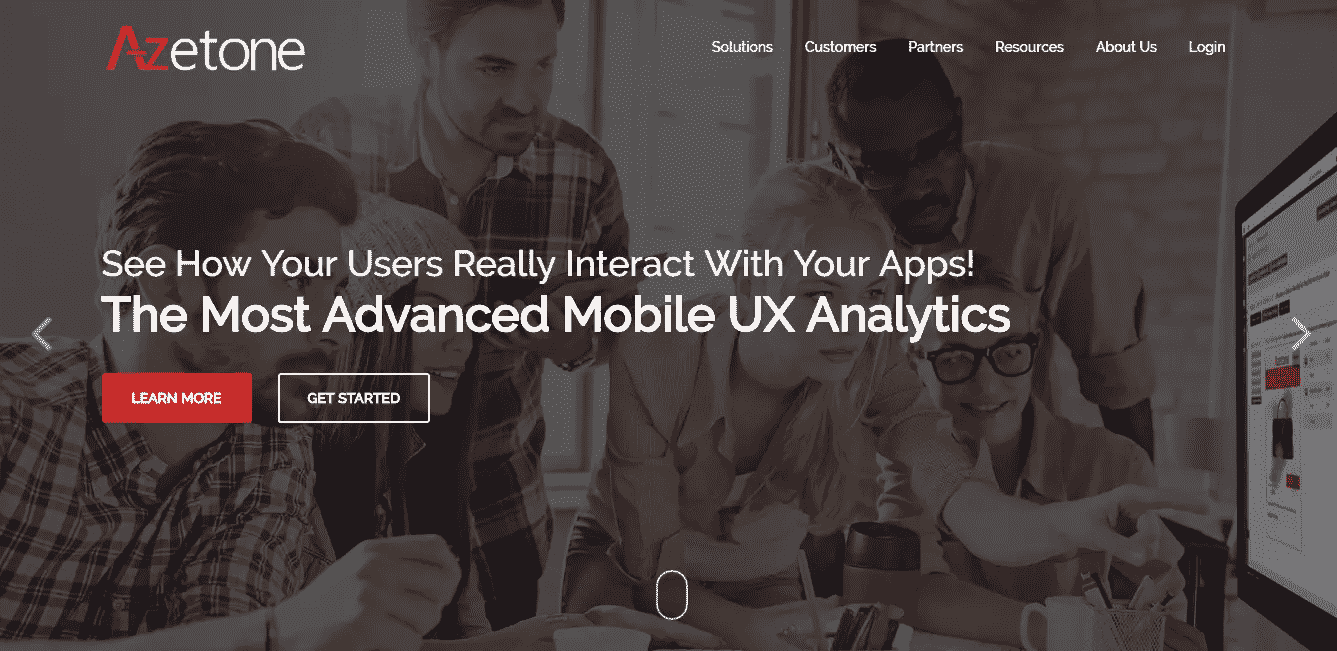 Azetone
Solutions Customers Partners Resources About Us Login
See How Your Users Really Interact With Your Apps!
The Most Advanced Mobile UX Analytics
LEARN MORE GET STARTED